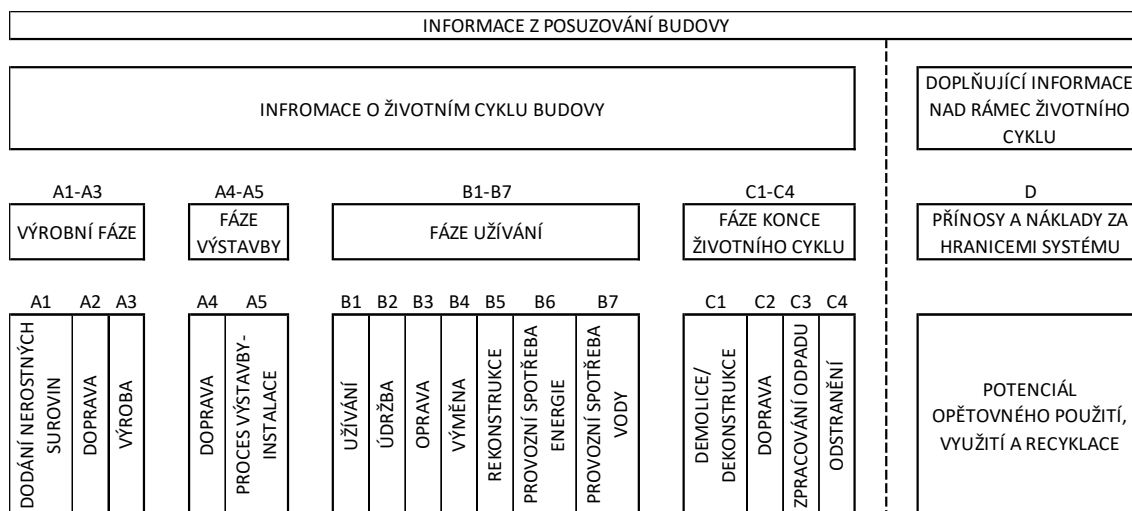 INFORMACE Z POSUZOVÁNÍ BUDOVY
INFROMACE O ŽIVOTNÍM CYKLU BUDOVY
DOPLŇUJÍCÍ INFORMACE
NAD RÁMEC ŽIVOTNÍHO
CYKLU
A1-A3
A4-A5
B1-B7
C1-C4
D
VÝROBNÍ FÁZE
FÁZE
VÝSTAVBY
FÁZE UŽÍVÁNÍ
FÁZE KONCE
ŽIVOTNÍHO CYKLU
PŘÍNOSY A NÁKLADY ZA
HRANICEMI SYSTÉMU
A1
A2
A3
A4
A5
B1
B2
B3
B4
B5
B6
B7
C1
C2
C3
C4
DODÁNÍ NEROSTNÝCH
SUROVIN
DOPRAVA
VÝROBA
DOPRAVA
PROCES VÝSTAVBY-
INSTALACE
UŽÍVÁNÍ
ÚDRŽBA
OPRAVA
VÝMĚNA
REKONSTRUKCE
PROVOZNÍ SPOTŘEBA
ENERGIE
PROVOZNÍ SPOTŘEBA
VODY
DEMOLICE/
DEKONSTRUKCE
DOPRAVA
ZPRACOVÁNÍ ODPADU
ODSTRANĚNÍ
POTENCIÁL
OPĚTOVNÉHO POUŽITÍ,
VYUŽITÍ A RECYKLACE